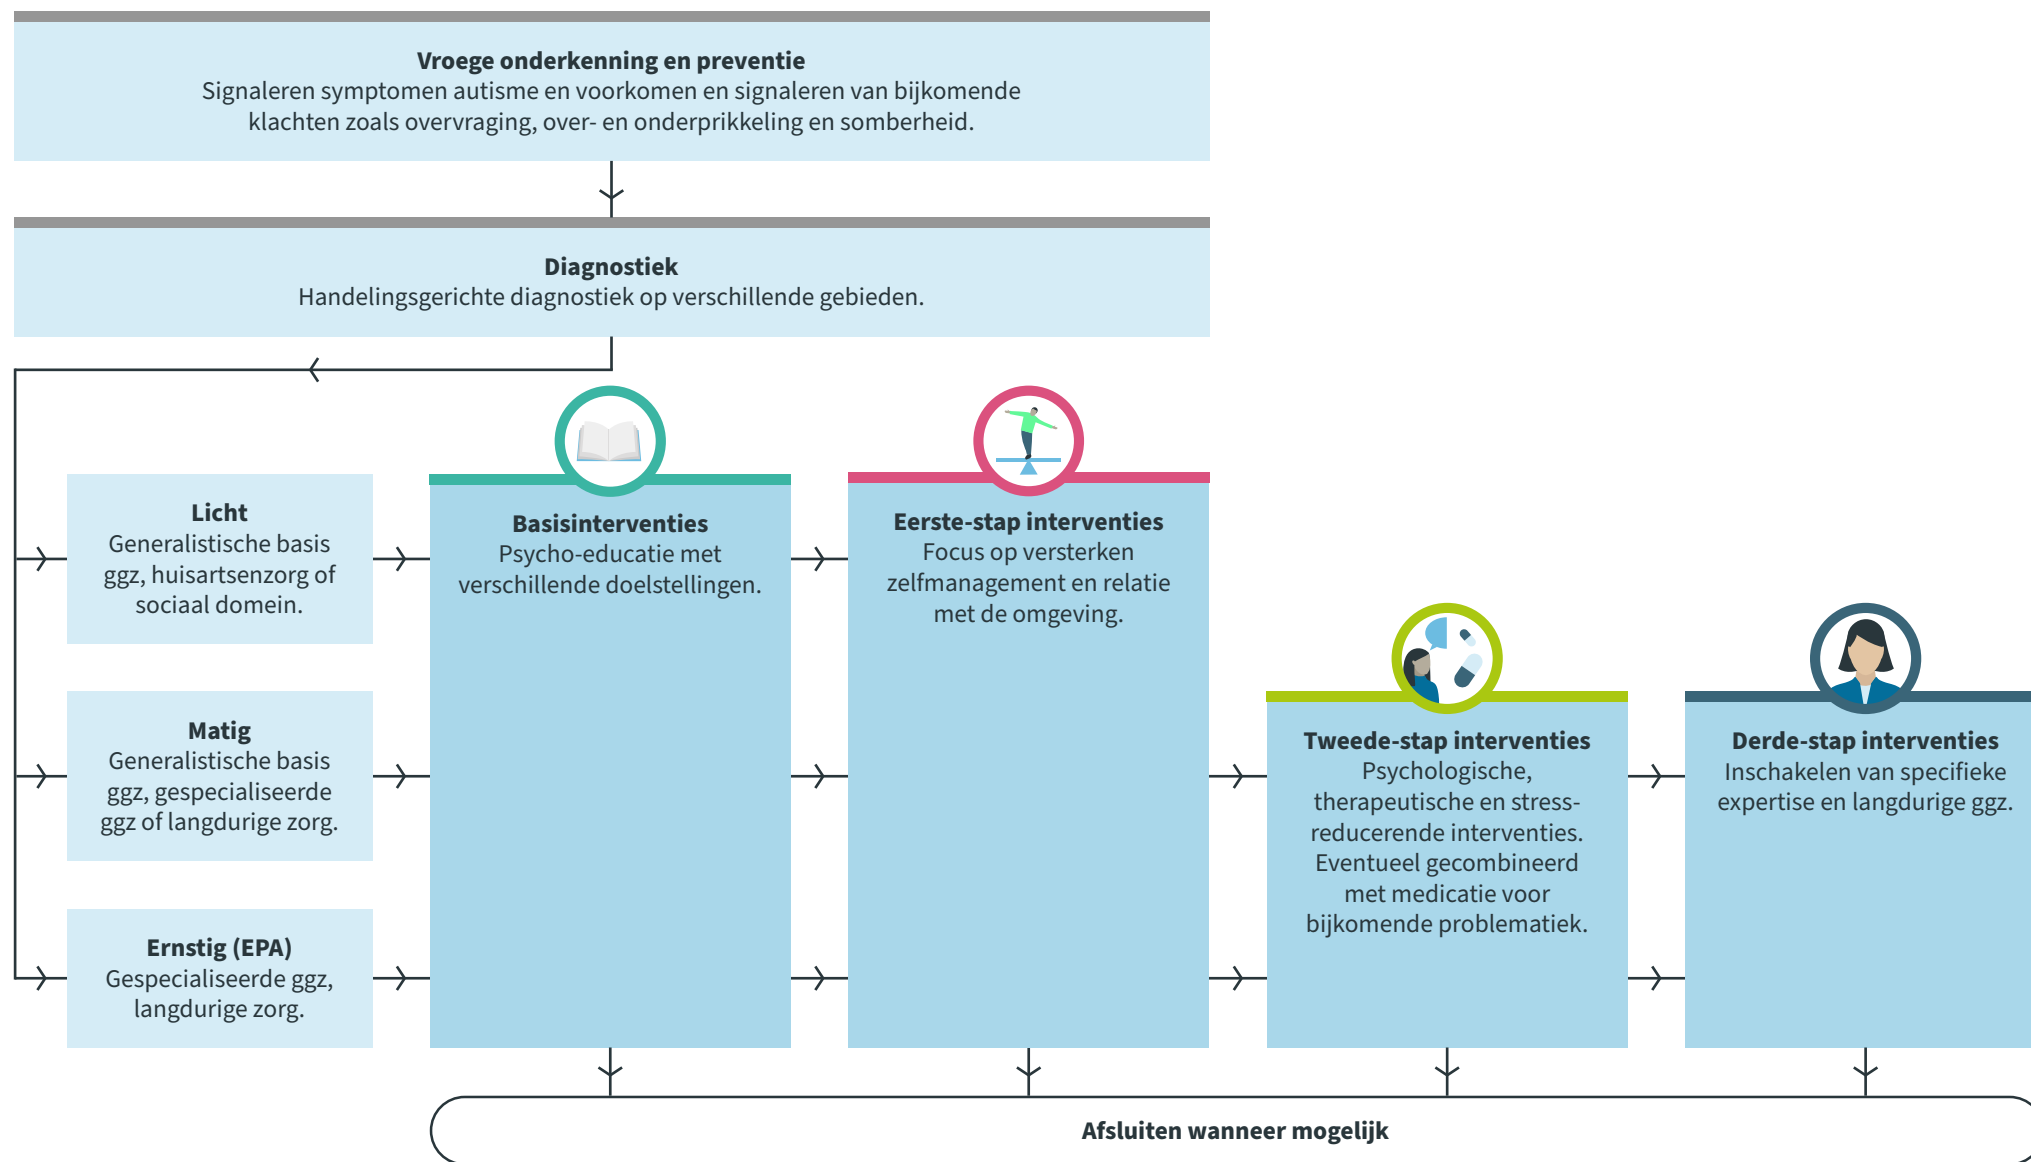 Vroege onderkenning en preventie
Signaleren symptomen autisme en voorkomen en signaleren van bijkomende
klachten zoals overvraging, over- en onderprikkeling en somberheid.
Diagnostiek
Handelingsgerichte diagnostiek op verschillende gebieden.
Licht
Generalistische basis
ggz, huisartsenzorg of
sociaal domein.
Matig
Generalistische basis
ggz, gespecialiseerde
ggz of langdurige zorg.
Ernstig (EPA)
Gespecialiseerde ggz,
langdurige zorg.
Basisinterventies
Psycho-educatie met
verschillende doelstellingen.
Eerste-stap interventies
Focus op versterken
zelfmanagement en relatie
met de omgeving.
Tweede-stap interventies
Psychologische,
therapeutische en stress-
reducerende interventies.
Eventueel gecombineerd
met medicatie voor
bijkomende problematiek.
Derde-stap interventies
Inschakelen van specifieke
expertise en langdurige ggz.
Afsluiten wanneer mogelijk